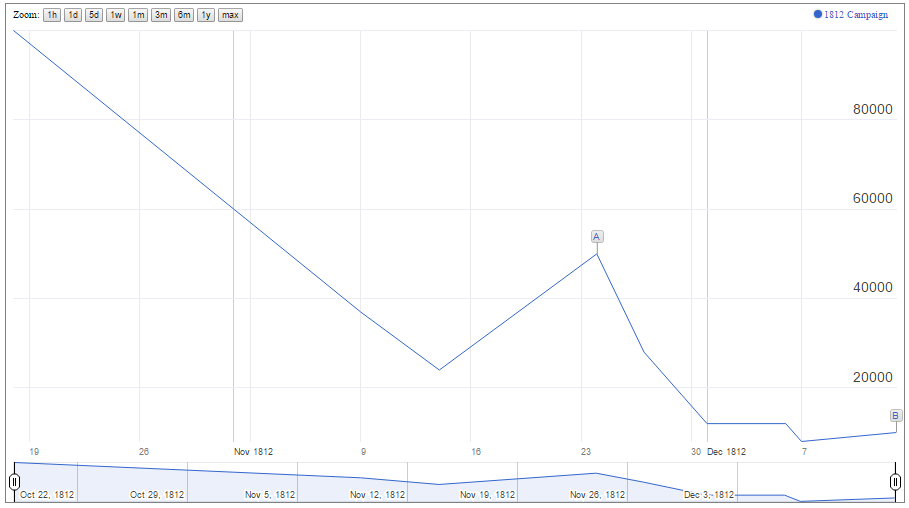 Zoom: 1h 1d 5d 1w 1m 3m 6m 1y max 1812 Campaign
80000
60000
A
40000
20000
B
19 26 Nov 1812 9 16 23 30 Dec 1812 7
Oct 22, 1812 Oct 29, 1812 Nov 5, 1812 Nov 12, 1812 Nov 19, 1812 Nov 26, 1812 Dec 3, 1812